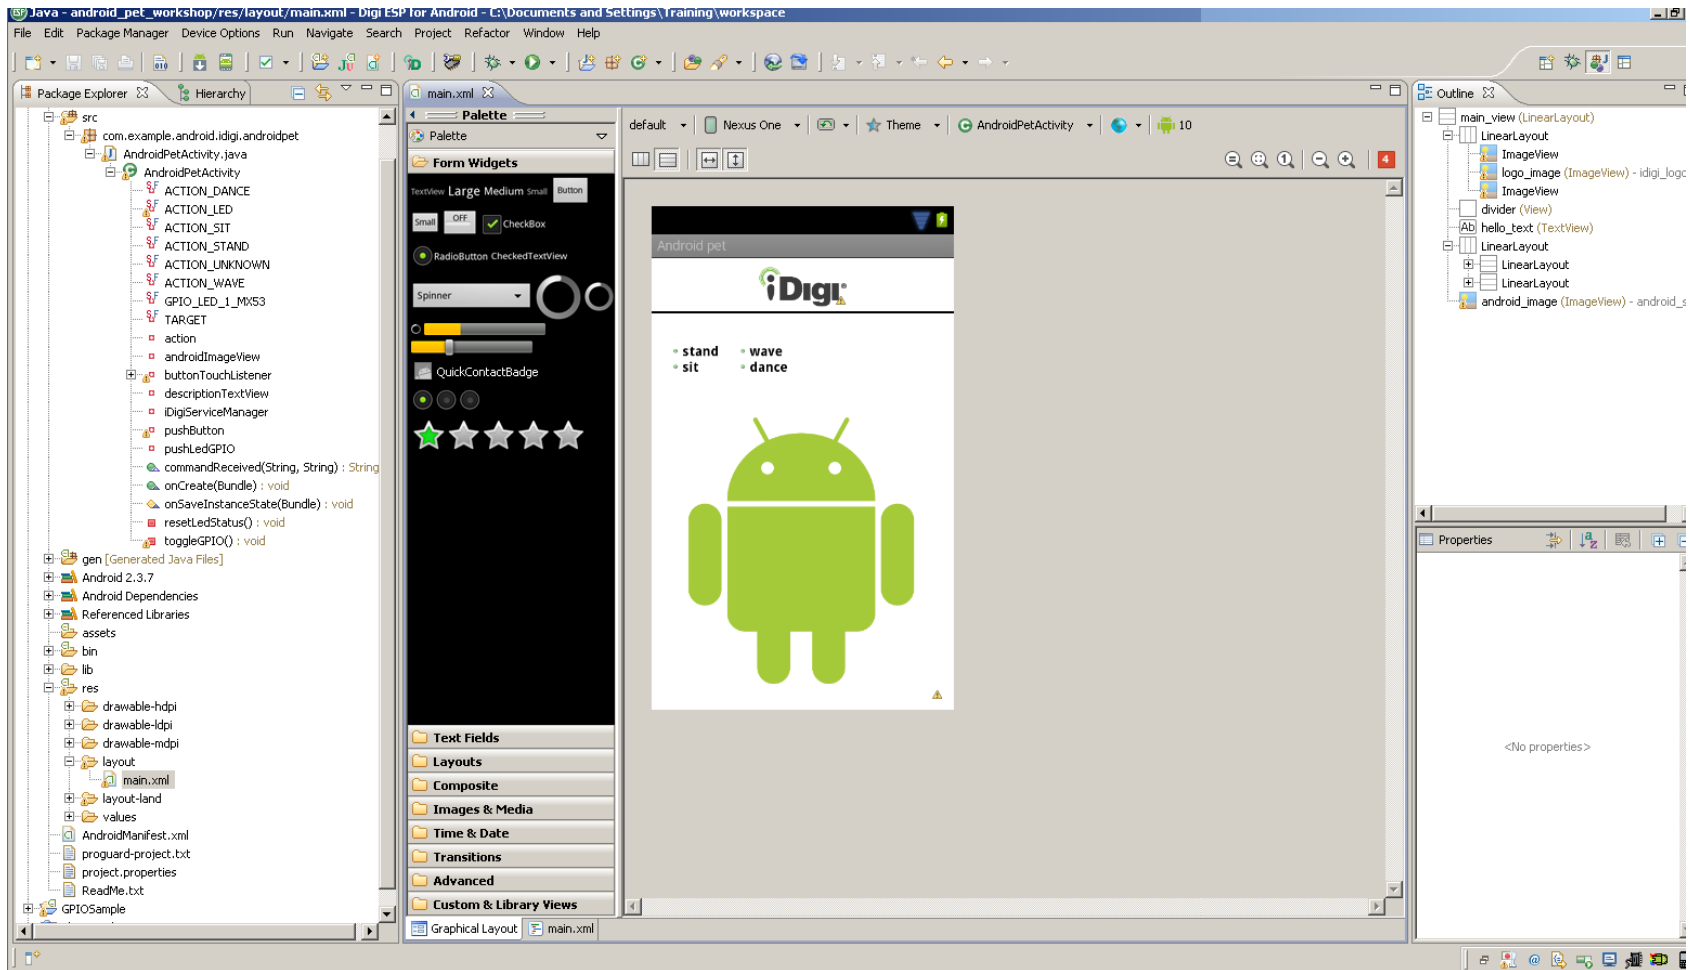 Java - android_pet_workshop/res/layout/main.xml - Digi ESP for Android - C:\Documents and Settings\Training\workspace
File Edit Package Manager Device Options Run Navigate Search Project Refactor Window Help
Package Explorer Hierarchy
src
com.example.android.idigi.androidpet
AndroidPetActivity.java
AndroidPetActivity
ACTION_DANCE
ACTION_LED
ACTION_SIT
ACTION_STAND
ACTION_UNKNOWN
ACTION_WAVE
GPIO_LED_1_MX53
TARGET
action
androidImageView
buttonTouchListener
descriptionTextView
iDigiServiceManager
pushButton
pushLedGPIO
commandReceived(String, String) : String
onCreate(Bundle) : void
onSaveInstanceState(Bundle) : void
resetLedStatus() : void
toggleGPIO() : void
gen [Generated Java Files]
Android 2.3.7
Android Dependencies
Referenced Libraries
assets
bin
lib
res
drawable-hdpi
drawable-ldpi
drawable-mdpi
layout
main.xml
layout-land
values
AndroidManifest.xml
proguard-project.txt
project.properties
ReadMe.txt
GPIOSample
main.xml
Palette
Palette
Form Widgets
TextView Large Medium Small Button
Small OFF CheckBox
RadioButton CheckedTextView
Spinner
QuickContactBadge
Text Fields
Layouts
Composite
Images & Media
Time & Date
Transitions
Advanced
Custom & Library Views
Graphical Layout main.xml
default Nexus One Theme AndroidPetActivity 10
4
Android pet
iDigi
stand wave
sit dance
Outline
main_view (LinearLayout)
LinearLayout
ImageView
logo_image (ImageView) - idigi_logo
ImageView
divider (View)
Ab hello_text (TextView)
LinearLayout
LinearLayout
LinearLayout
android_image (ImageView) - android_s
Properties
<No properties>